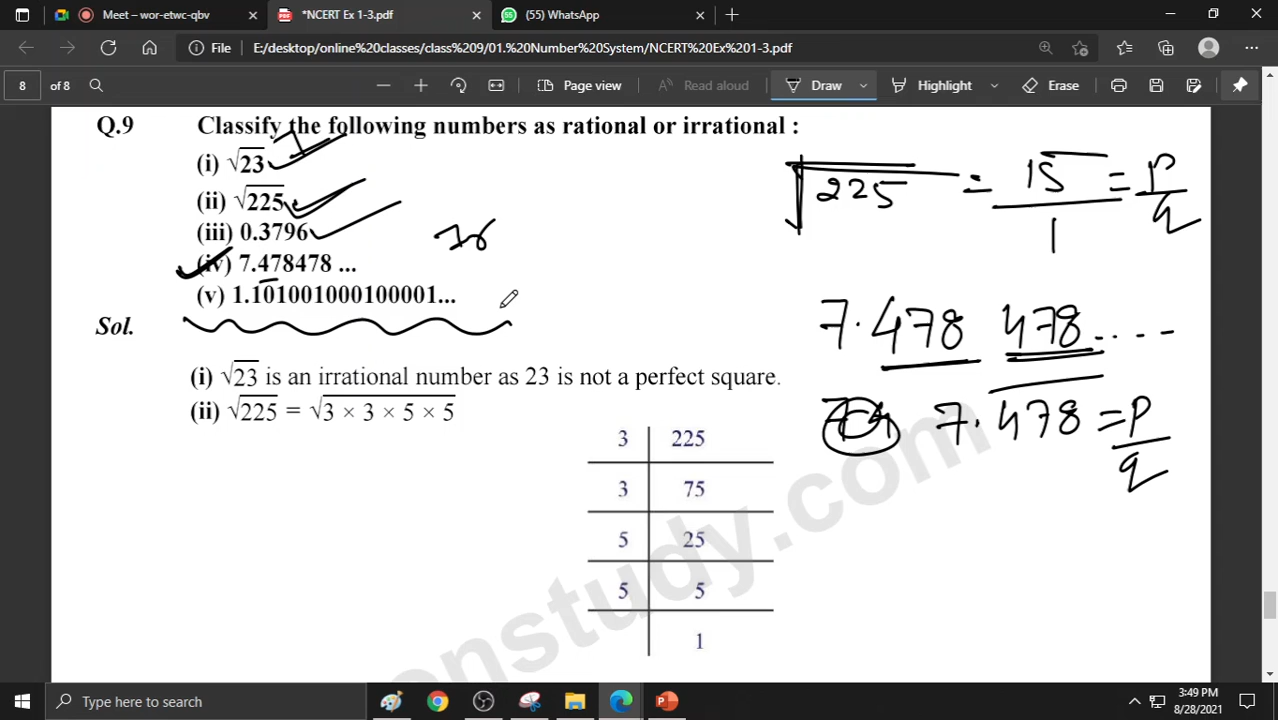 Meet – wor-etwc-qbv
*NCERT Ex 1-3.pdf
(55) WhatsApp
File E:/desktop/online%20classes/class%209/01.%20Number%20System/NCERT%20Ex%201-3.pdf
8 of 8 Page view Read aloud Draw Highlight Erase
Q.9 Classify the following numbers as rational or irrational :
(i) √23
(ii) √225
(iii) 0.3796
(iv) 7.478478 ...
(v) 1.101001000100001...
√225 = 15/1 = p/q
7.478 478 ....
7.478 = p/q
Sol.
(i) √23 is an irrational number as 23 is not a perfect square.
(ii) √225 = √3 × 3 × 5 × 5
3 225
3 75
5 25
5 5
1
onstudy.com
Type here to search
3:49 PM
8/28/2021